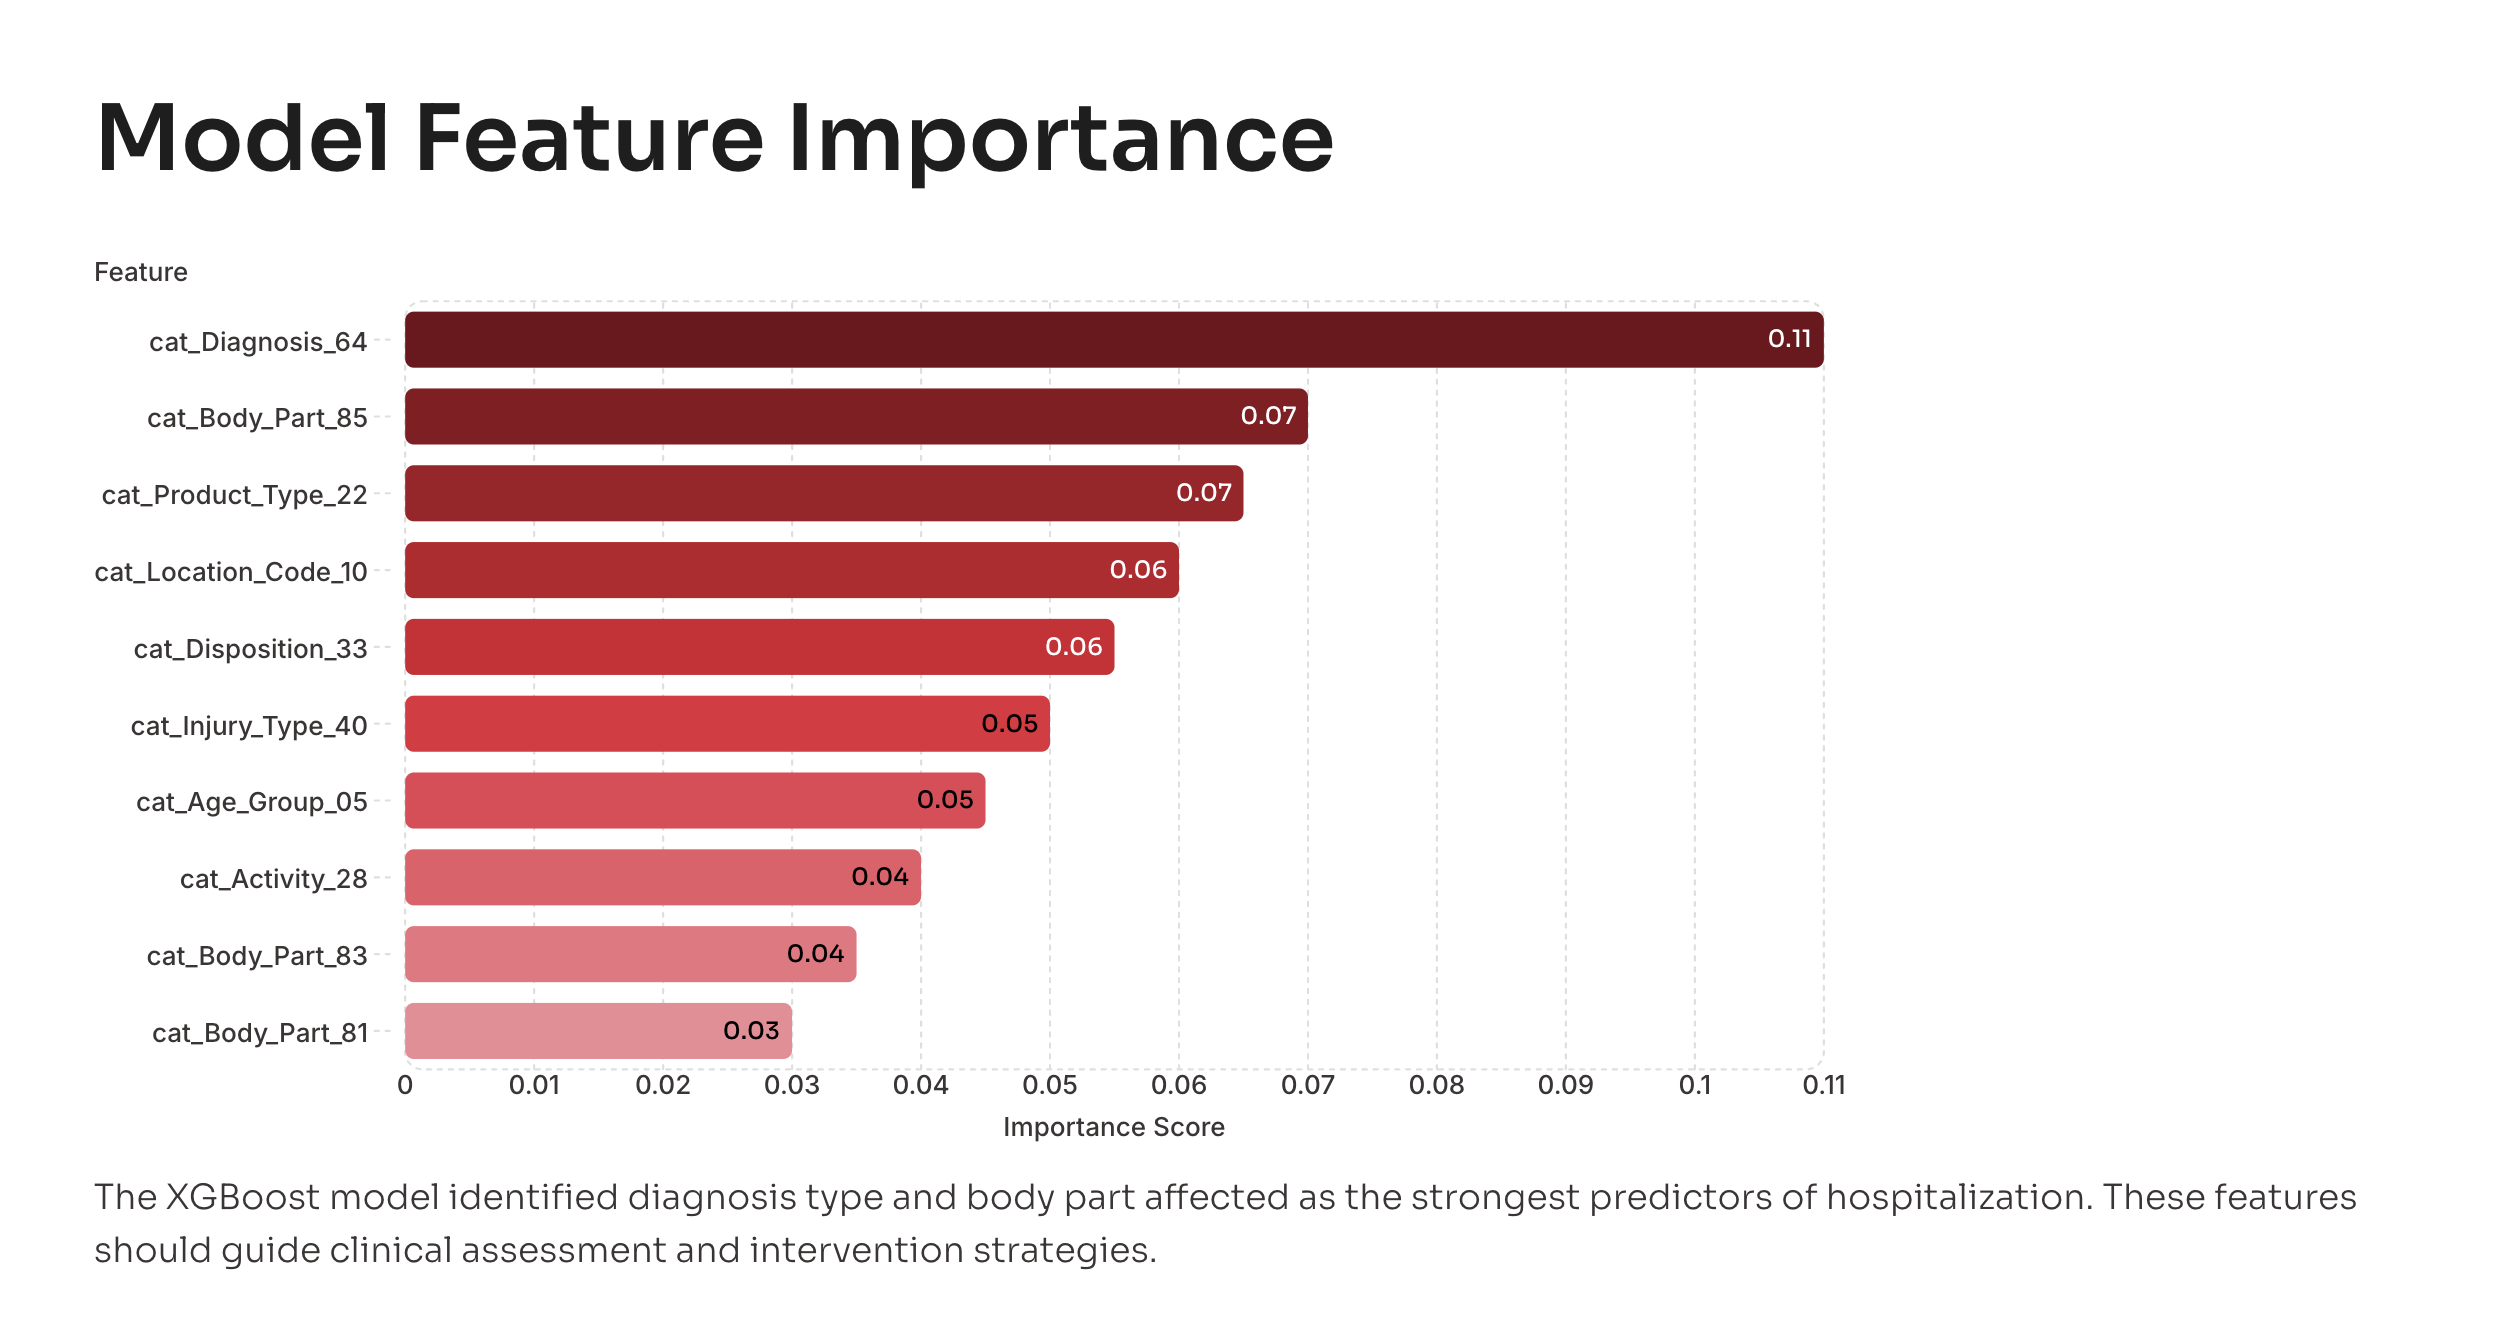 Model Feature Importance
Feature
cat_Diagnosis_64
0.11
cat_Body_Part_85
0.07
cat_Product_Type_22
0.07
cat_Location_Code_10
0.06
cat_Disposition_33
0.06
cat_Injury_Type_40
0.05
cat_Age_Group_05
0.05
cat_Activity_28
0.04
cat_Body_Part_83
0.04
cat_Body_Part_81
0.03
0 0.01 0.02 0.03 0.04 0.05 0.06 0.07 0.08 0.09 0.1 0.11
Importance Score
The XGBoost model identified diagnosis type and body part affected as the strongest predictors of hospitalization. These features
should guide clinical assessment and intervention strategies.